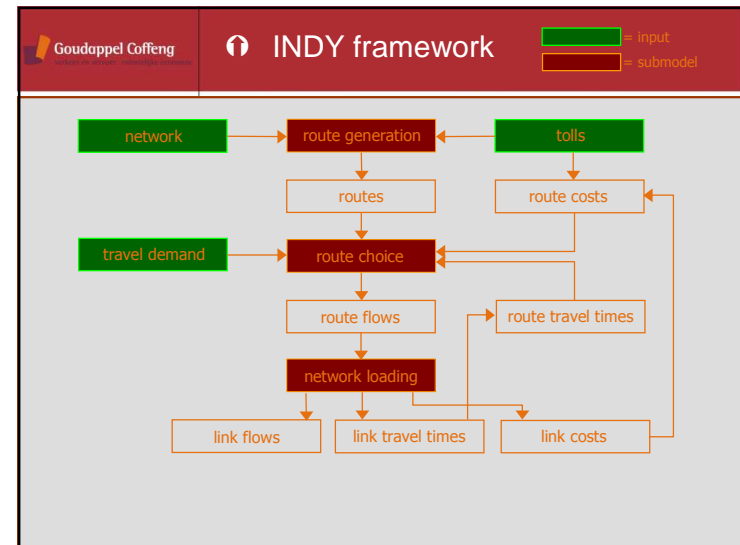 Goudappel Coffeng
INDY framework
= input
= submodel
network
route generation
tolls
routes
route costs
travel demand
route choice
route flows
route travel times
network loading
link flows
link travel times
link costs